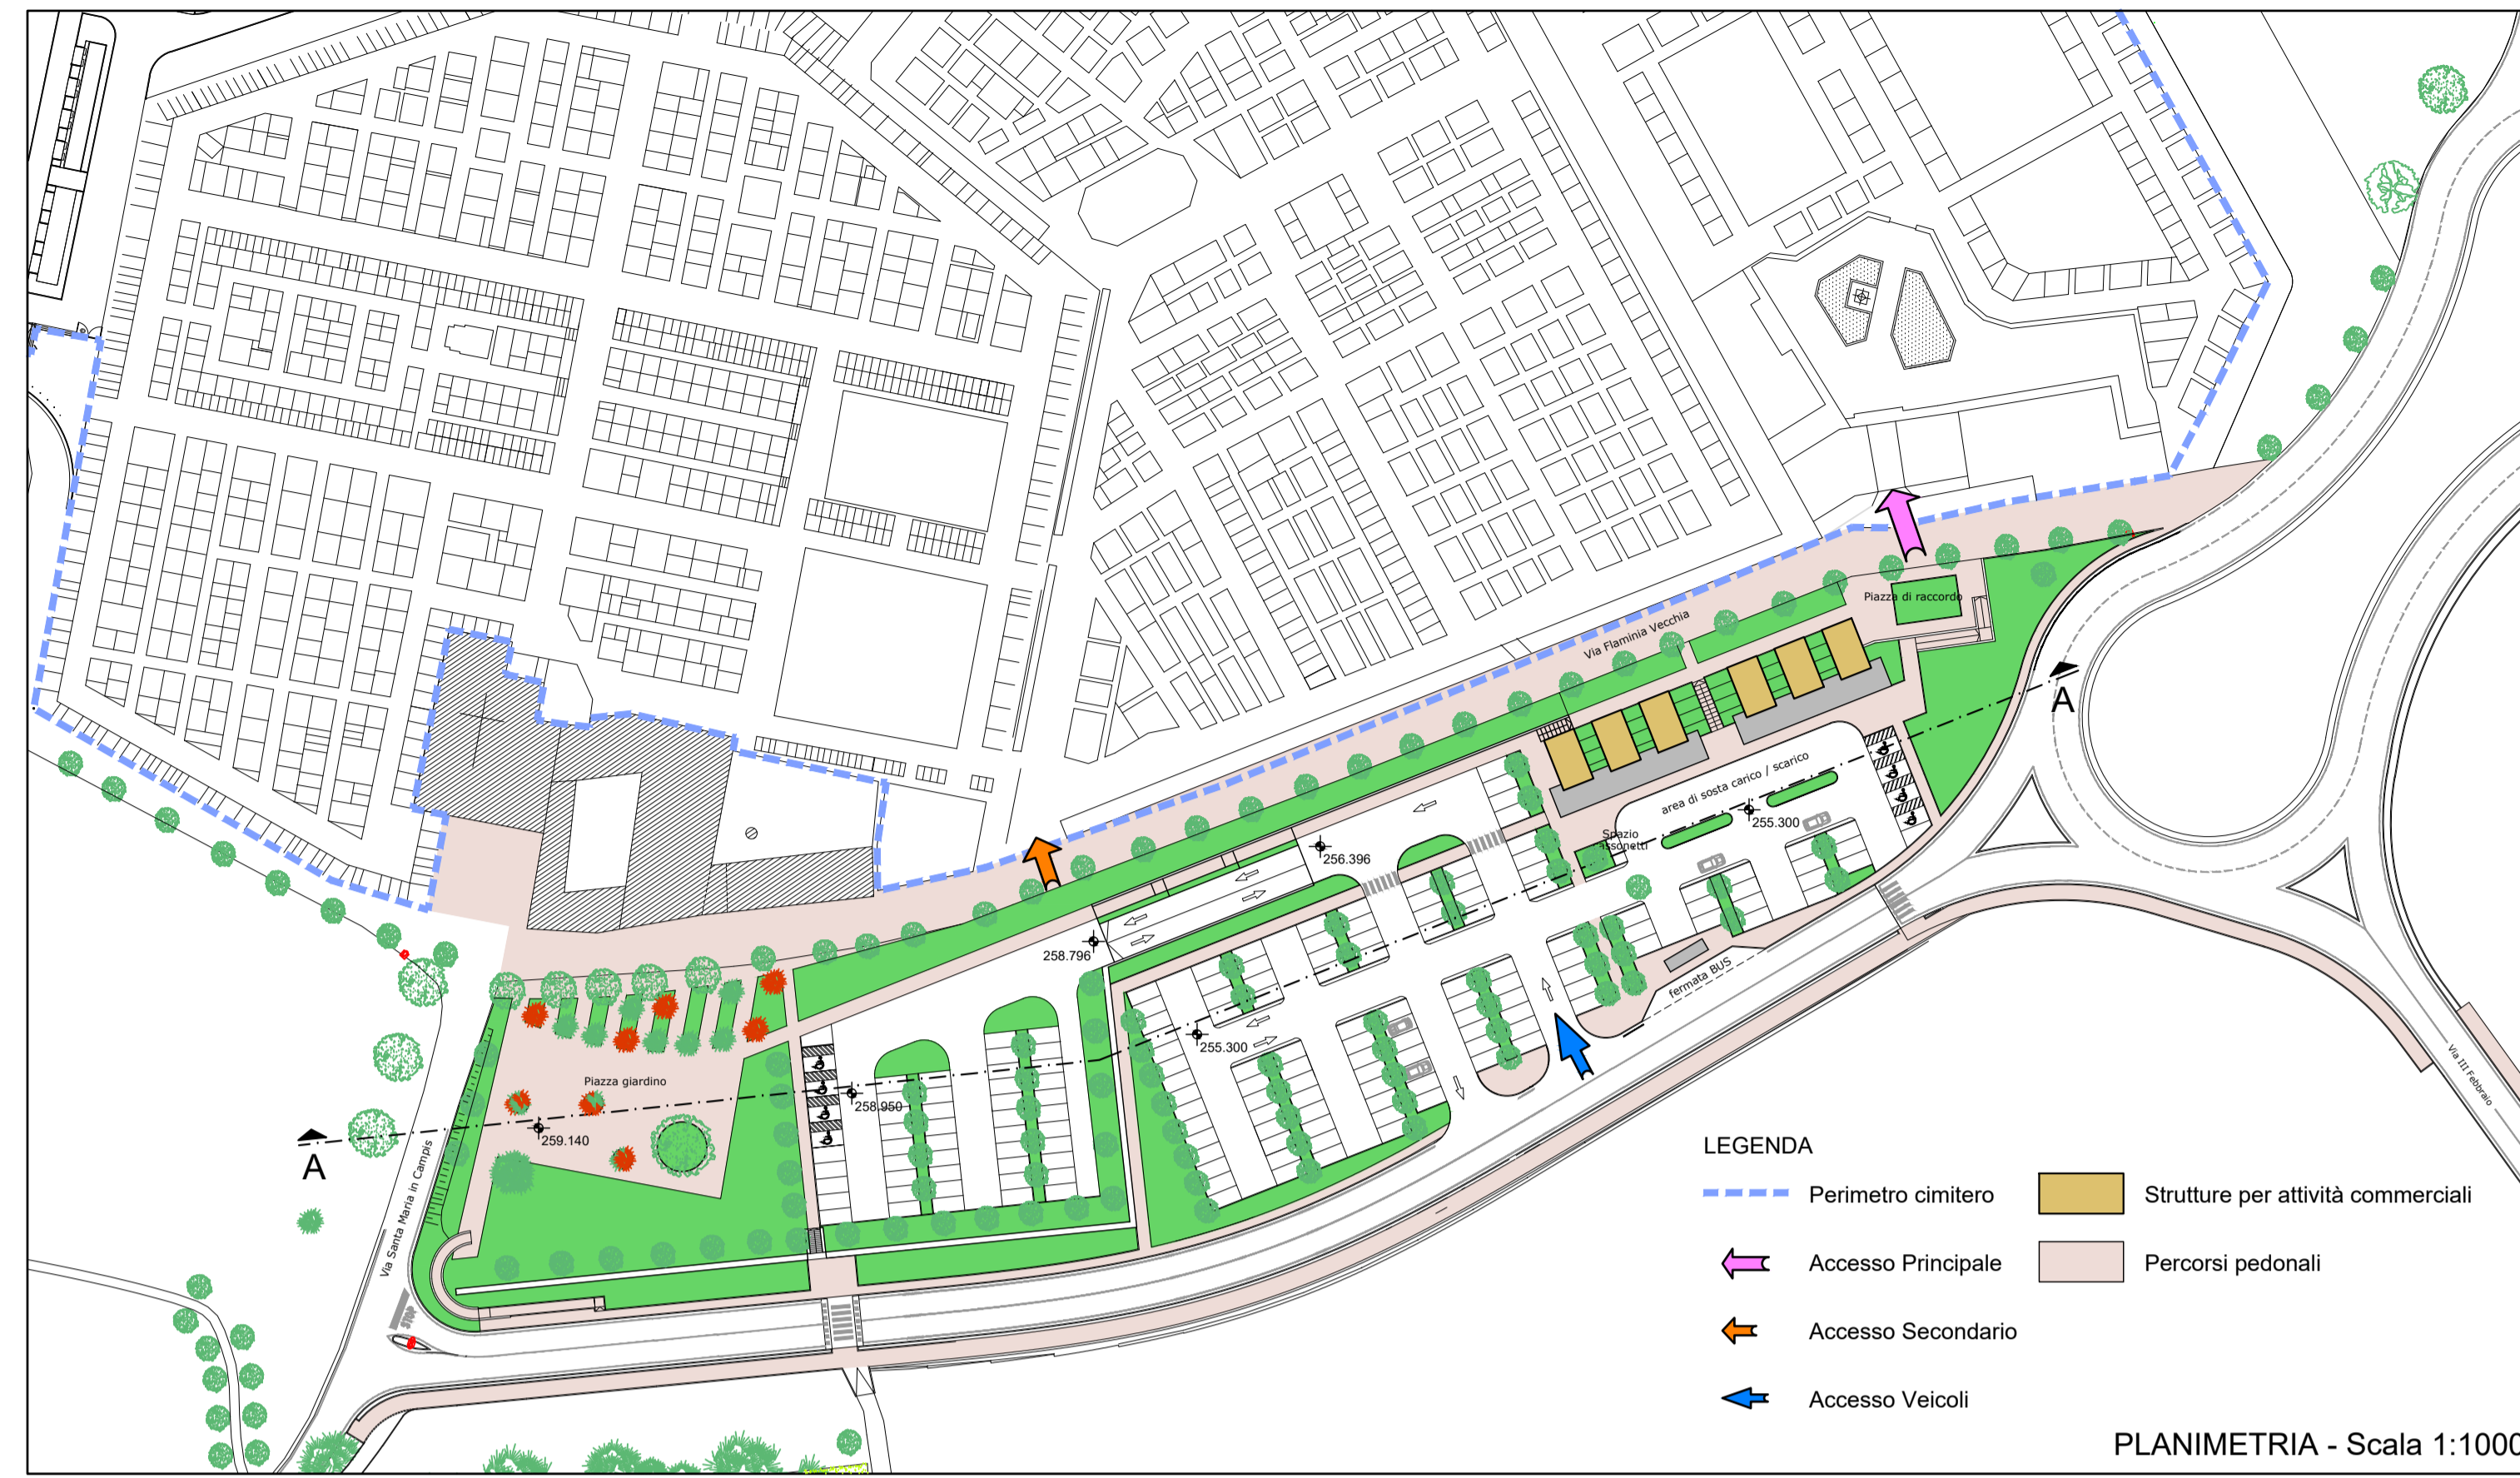 Piazza di raccordo
Via Flaminia Vecchia
A
area di sosta carico / scarico
255.300
Spazio
ssonetti
256.396
258.796
fermata BUS
255.300
Piazza giardino
258.950
259.140
A
Via Santa Maria in Campis
STOP
Via III Febbraio
LEGENDA
Perimetro cimitero
Strutture per attività commerciali
Accesso Principale
Percorsi pedonali
Accesso Secondario
Accesso Veicoli
PLANIMETRIA - Scala 1:1000